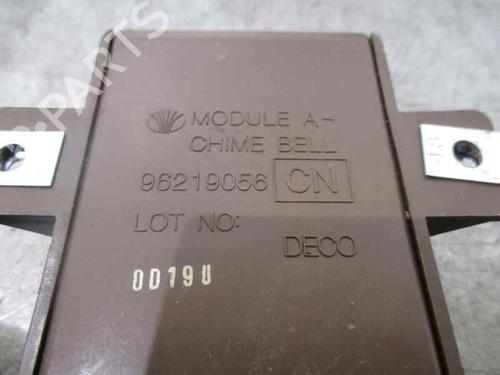 MODULE A-
CHIME BELL
96219056 CN
LOT NO:
DECO
0D19U